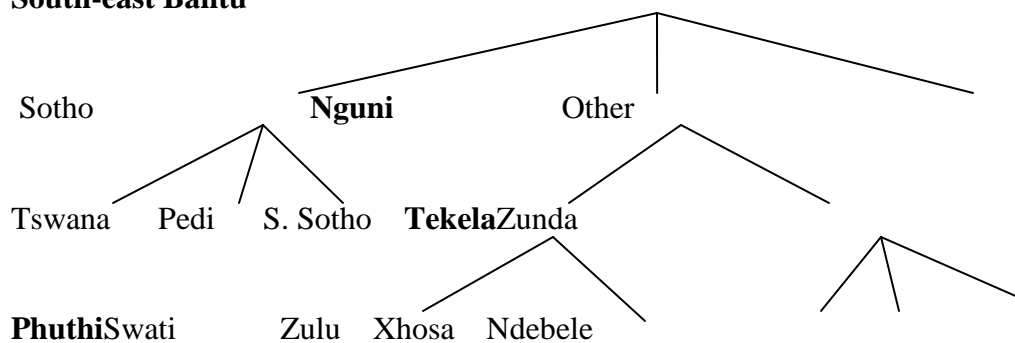 South-east Bantu
Sotho Nguni Other
Tswana Pedi S. Sotho TekelaZunda
PhuthiSwati Zulu Xhosa Ndebele